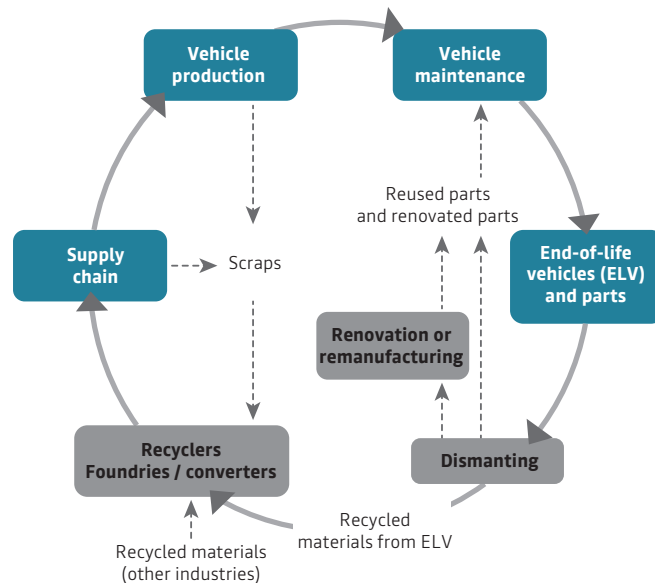 Vehicle
production
Vehicle
maintenance
Reused parts
and renovated parts
Supply
chain
Scraps
End-of-life
vehicles (ELV)
and parts
Renovation or
remanufacturing
Recyclers
Foundries / converters
Dismanting
Recycled
materials from ELV
Recycled materials
(other industries)